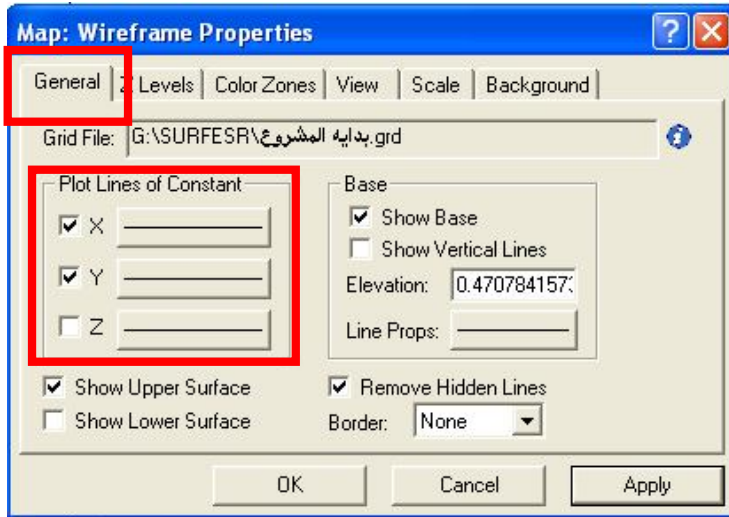 Map: Wireframe Properties
General Z Levels Color Zones View Scale Background
Grid File: G:\SURFESR\بدايه المشروع.grd
Plot Lines of Constant
X
Y
Z
Base
Show Base
Show Vertical Lines
Elevation: 0.4707841573
Line Props:
Show Upper Surface
Show Lower Surface
Remove Hidden Lines
Border: None
OK Cancel Apply